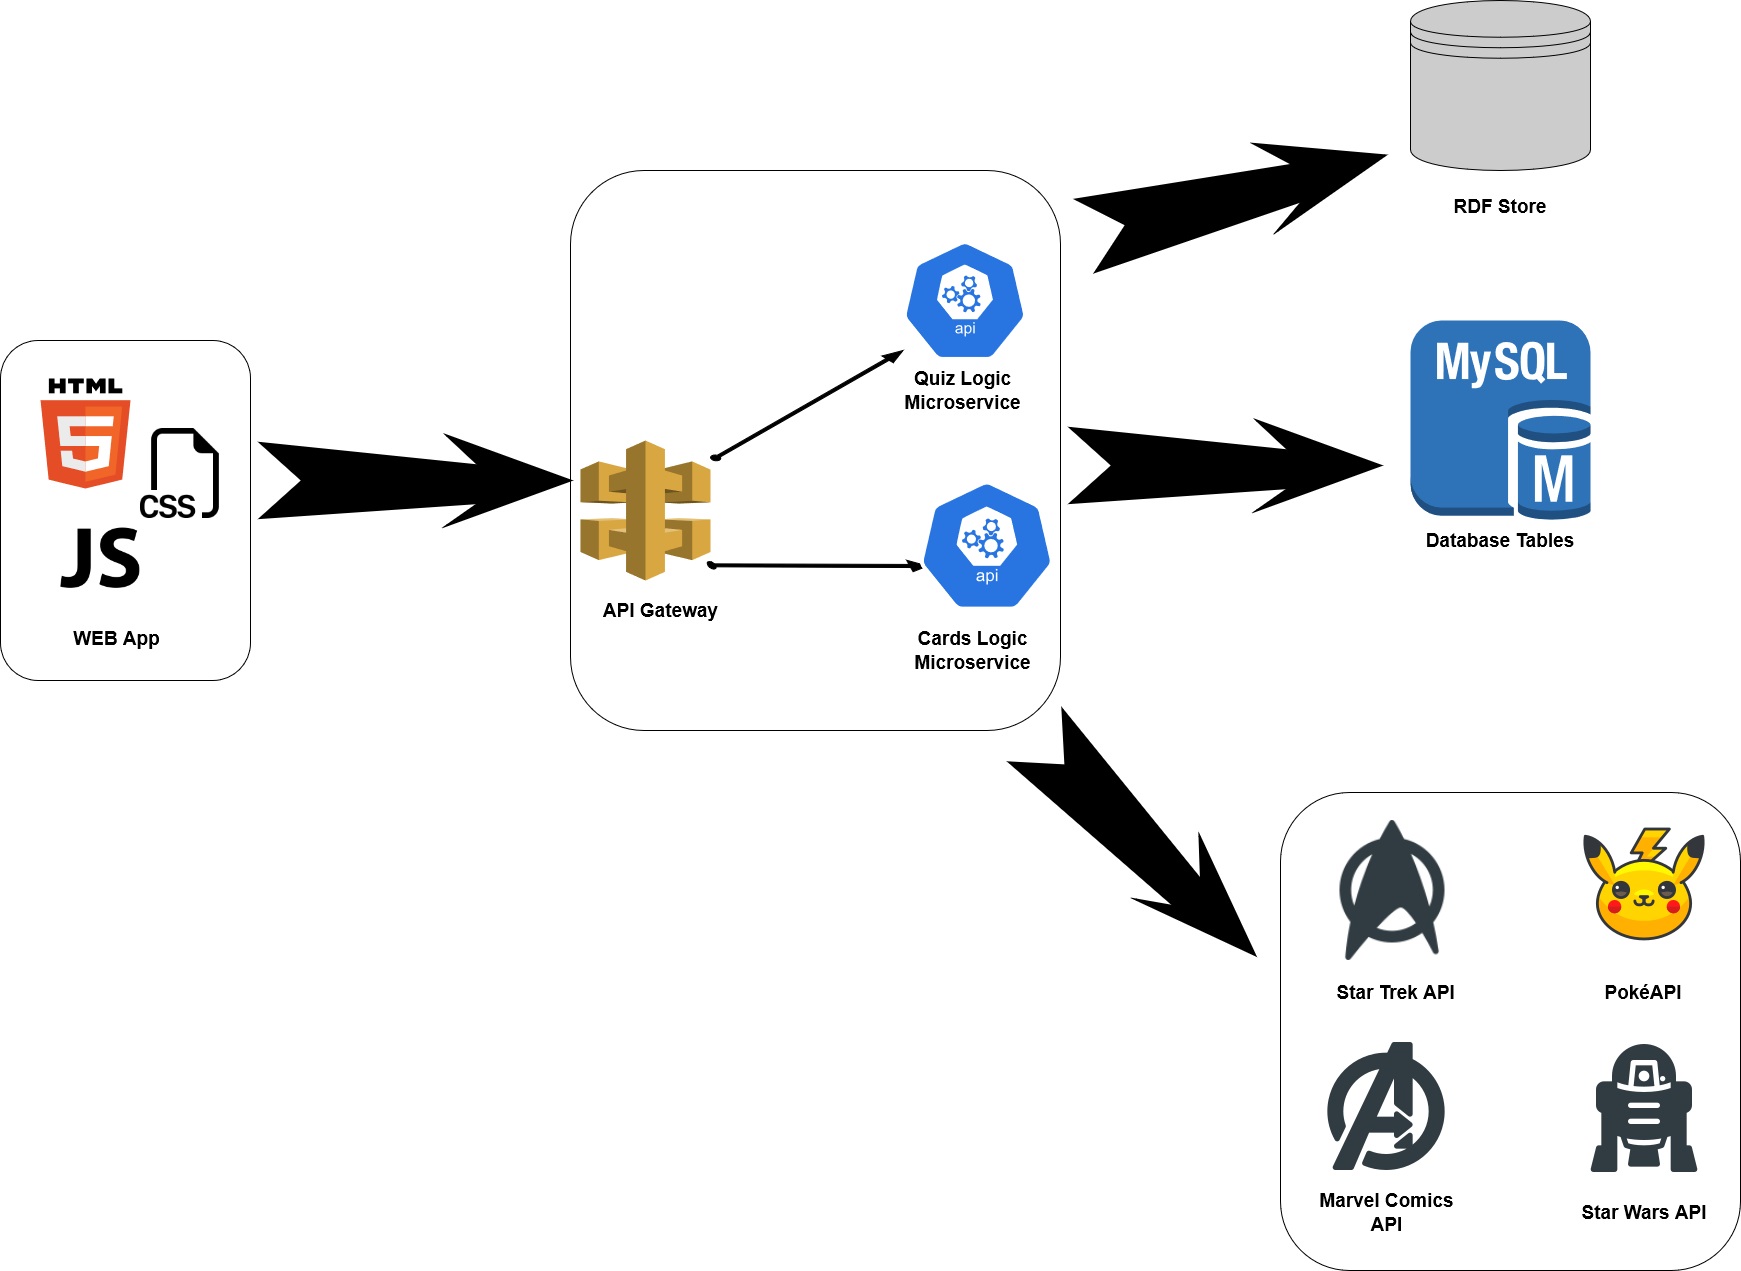 HTML
5
CSS
JS
WEB App
API Gateway
api
Quiz Logic
Microservice
api
Cards Logic
Microservice
RDF Store
MySQL
M
Database Tables
Star Trek API
PokéAPI
Marvel Comics
API
Star Wars API